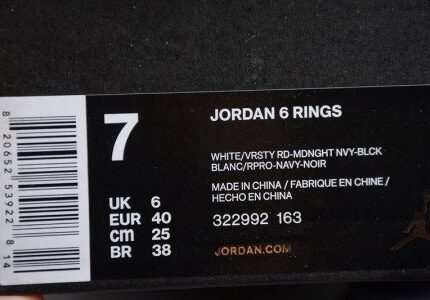 7
JORDAN 6 RINGS
WHITE/VRSTY RD-MDNGHT NVY-BLCK
BLANC/RPRO-NAVY-NOIR
MADE IN CHINA / FABRIQUE EN CHINE /
HECHO EN CHINA
UK 6
EUR 40
CM 25
BR 38
322992 163
JORDAN.COM
8 20652 53922 8 14